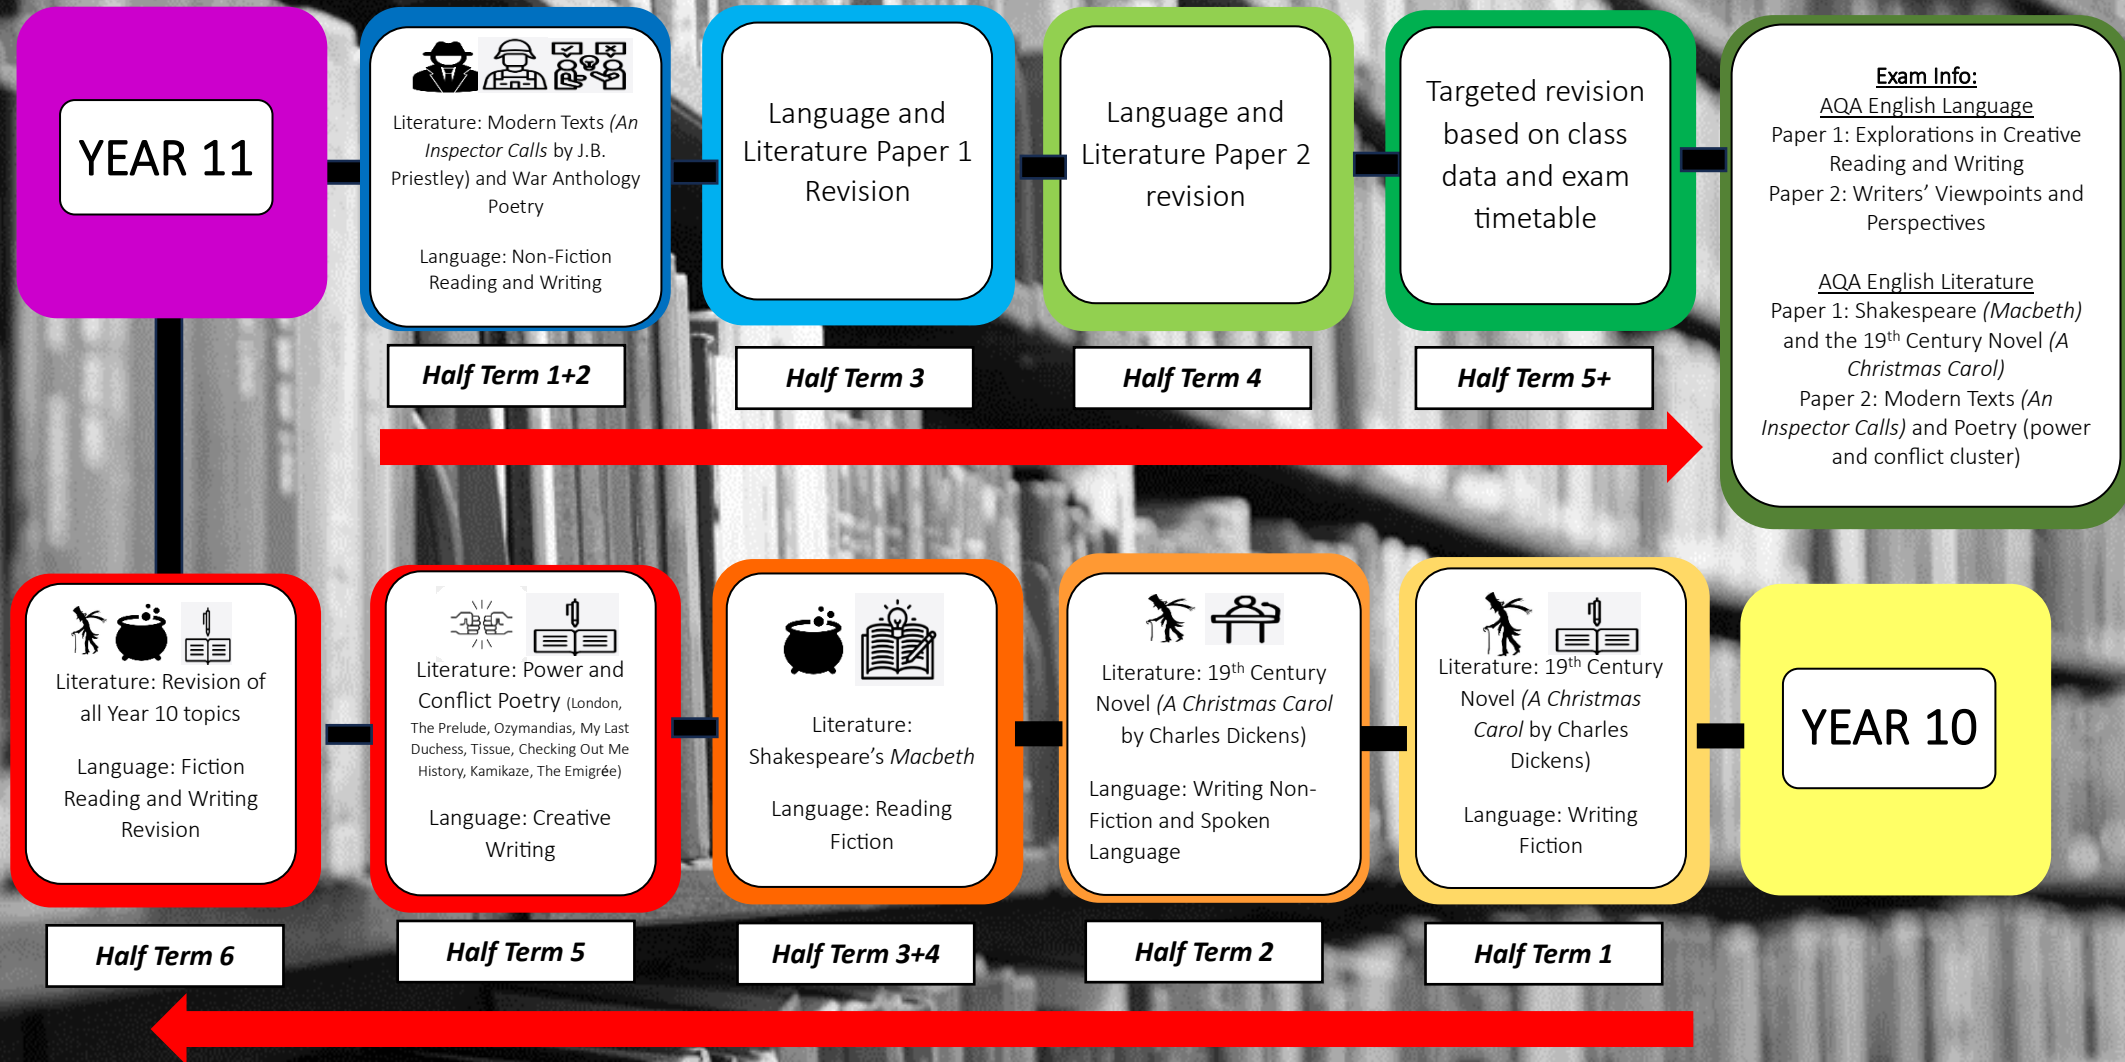 YEAR 11
Literature: Modern Texts (An
Inspector Calls by J.B.
Priestley) and War Anthology
Poetry
Language: Non-Fiction
Reading and Writing
Half Term 1+2
Language and
Literature Paper 1
Revision
Half Term 3
Language and
Literature Paper 2
revision
Half Term 4
Targeted revision
based on class
data and exam
timetable
Half Term 5+
Exam Info:
AQA English Language
Paper 1: Explorations in Creative
Reading and Writing
Paper 2: Writers’ Viewpoints and
Perspectives
AQA English Literature
Paper 1: Shakespeare (Macbeth)
and the 19th Century Novel (A
Christmas Carol)
Paper 2: Modern Texts (An
Inspector Calls) and Poetry (power
and conflict cluster)
Literature: Revision of
all Year 10 topics
Language: Fiction
Reading and Writing
Revision
Half Term 6
Literature: Power and
Conflict Poetry (London,
The Prelude, Ozymandias, My Last
Duchess, Tissue, Checking Out Me
History, Kamikaze, The Emigrée)
Language: Creative
Writing
Half Term 5
Literature:
Shakespeare’s Macbeth
Language: Reading
Fiction
Half Term 3+4
Literature: 19th Century
Novel (A Christmas Carol
by Charles Dickens)
Language: Writing Non-
Fiction and Spoken
Language
Half Term 2
Literature: 19th Century
Novel (A Christmas
Carol by Charles
Dickens)
Language: Writing
Fiction
Half Term 1
YEAR 10